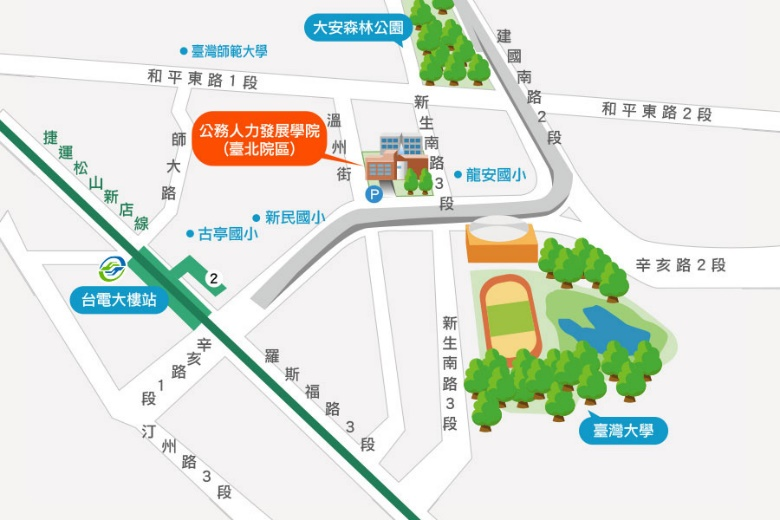 大安森林公園
臺灣師範大學
建國南路2段
和平東路1段
和平東路2段
公務人力發展學院
（臺北院區）
溫州街
新生南路3段
捷運松山新店線
師大路
龍安國小
P
新民國小
古亭國小
辛亥路2段
2
台電大樓站
新生南路3段
辛亥路1段
羅斯福路3段
汀州路3段
臺灣大學